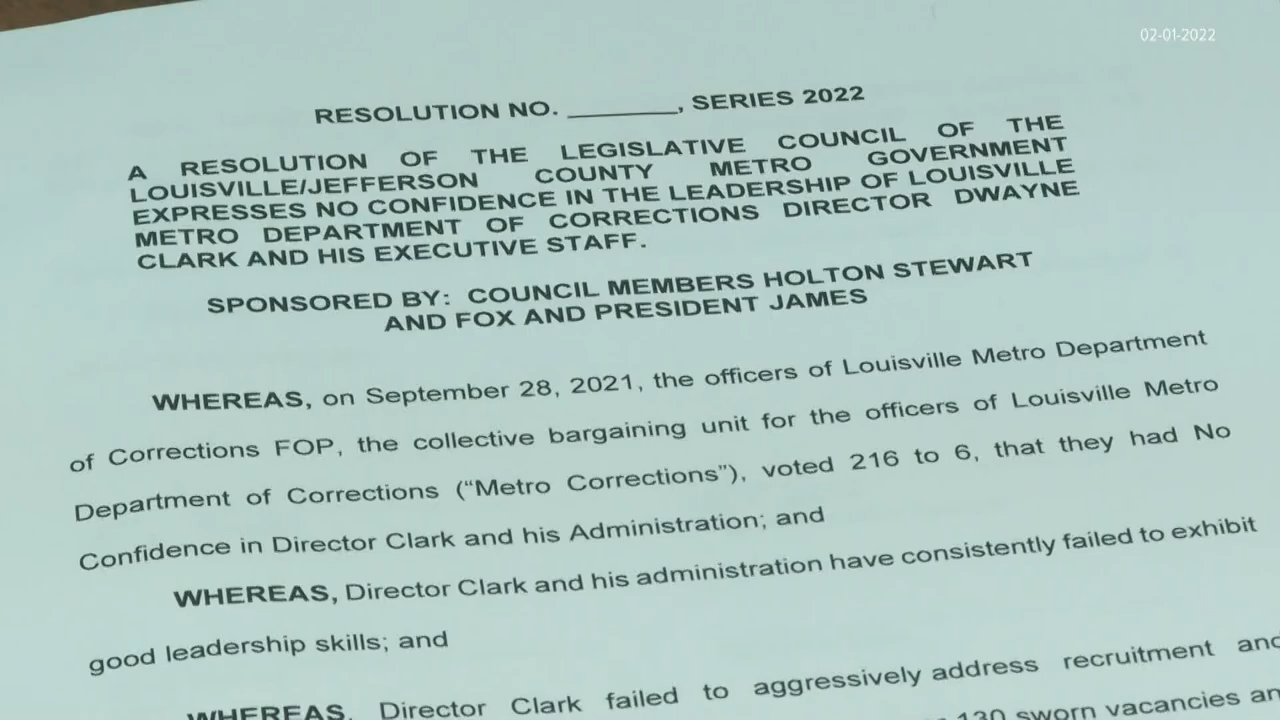 02-01-2022
RESOLUTION NO. ________, SERIES 2022
A RESOLUTION OF THE LEGISLATIVE COUNCIL OF THE
LOUISVILLE/JEFFERSON COUNTY METRO GOVERNMENT
EXPRESSES NO CONFIDENCE IN THE LEADERSHIP OF LOUISVILLE
METRO DEPARTMENT OF CORRECTIONS DIRECTOR DWAYNE
CLARK AND HIS EXECUTIVE STAFF.
SPONSORED BY: COUNCIL MEMBERS HOLTON STEWART
AND FOX AND PRESIDENT JAMES
WHEREAS, on September 28, 2021, the officers of Louisville Metro Department
of Corrections FOP, the collective bargaining unit for the officers of Louisville Metro
Department of Corrections (“Metro Corrections”), voted 216 to 6, that they had No
Confidence in Director Clark and his Administration; and
WHEREAS, Director Clark and his administration have consistently failed to exhibit
good leadership skills; and
WHEREAS, Director Clark failed to aggressively address recruitment and
130 sworn vacancies an